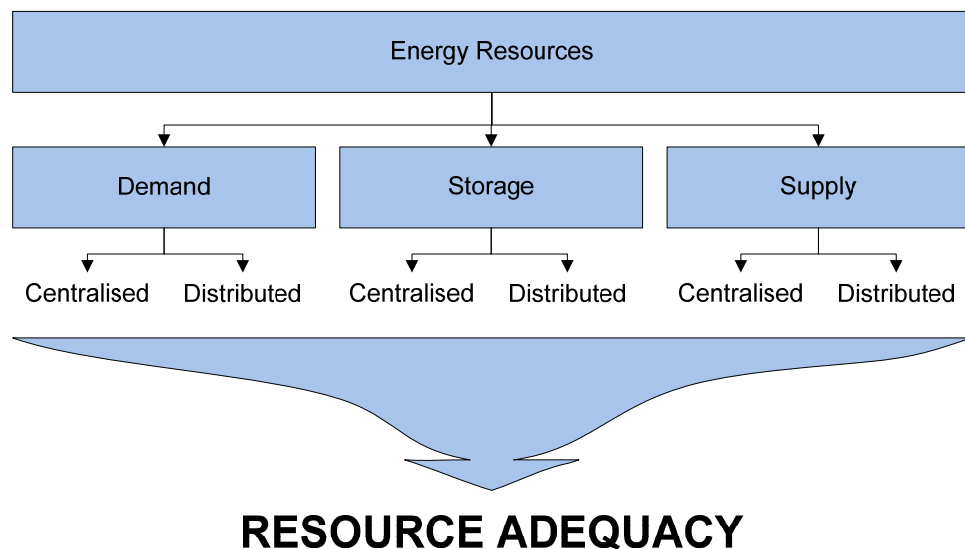 Energy Resources
Demand
Storage
Supply
Centralised
Distributed
Centralised
Distributed
Centralised
Distributed
RESOURCE ADEQUACY